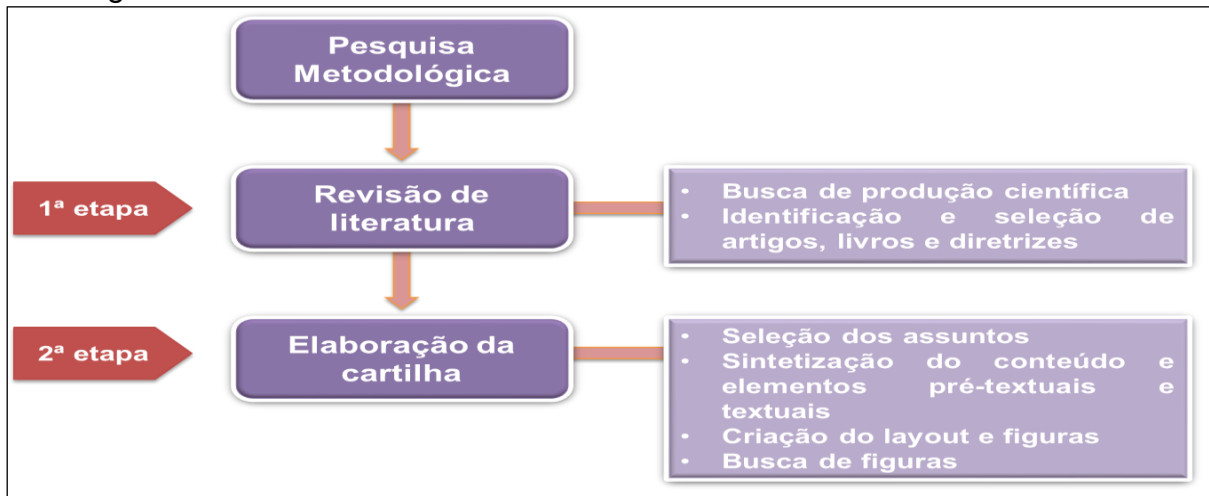 Pesquisa
Metodológica
1ª etapa
Revisão de
literatura
• Busca de produção científica
• Identificação e seleção de
artigos, livros e diretrizes
2ª etapa
Elaboração da
cartilha
• Seleção dos assuntos
• Sintetização do conteúdo e
elementos pré-textuais e
textuais
• Criação do layout e figuras
• Busca de figuras